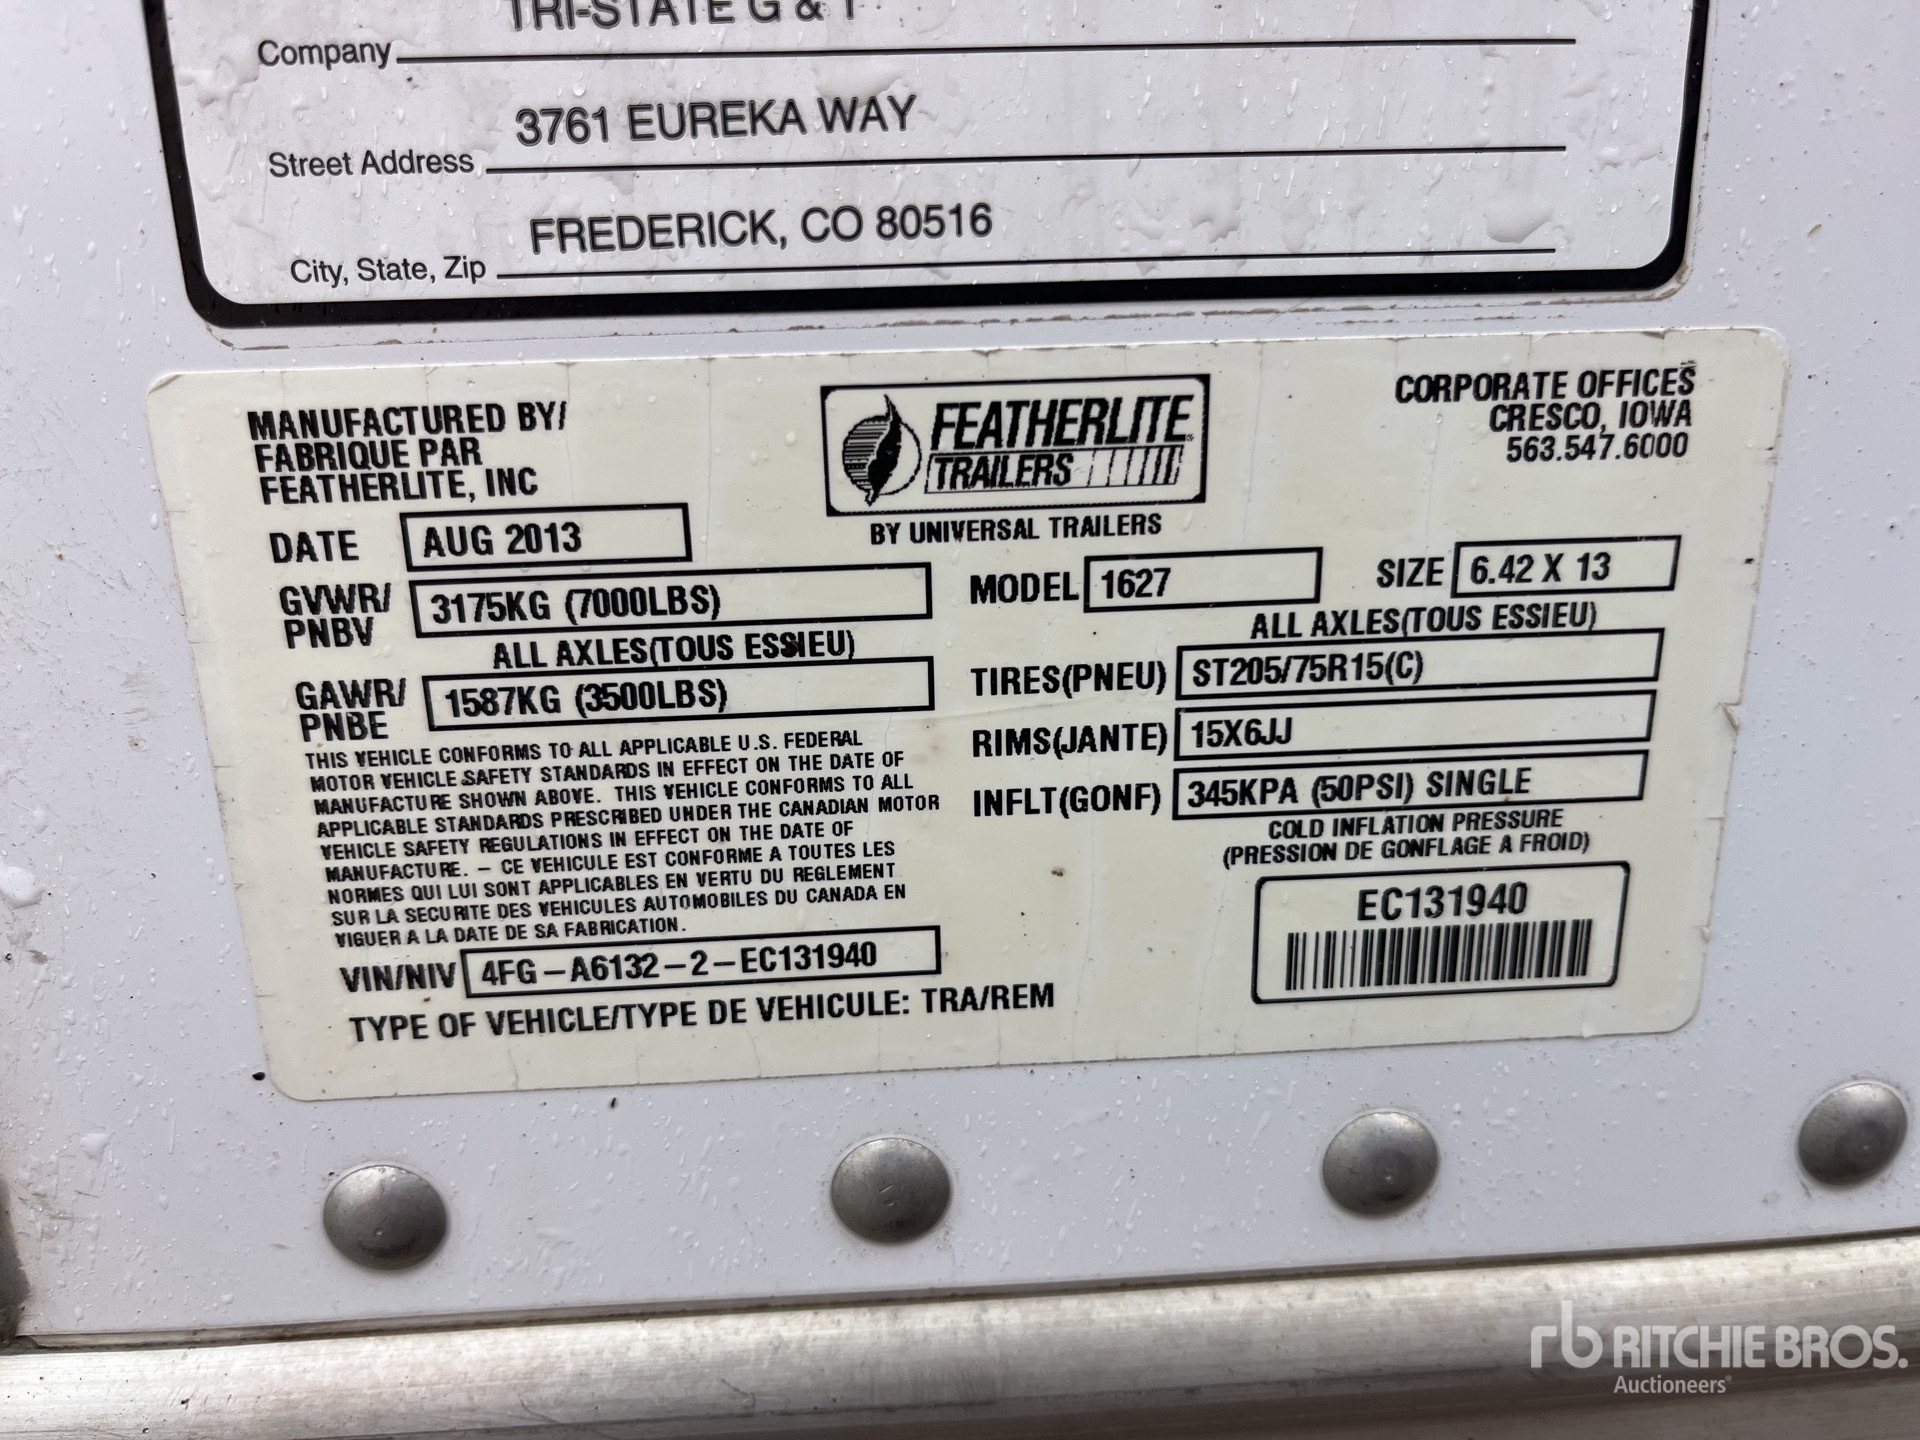 TRI-STATE G & T
Company
3761 EUREKA WAY
Street Address
FREDERICK, CO 80516
City, State, Zip
MANUFACTURED BY/
FABRIQUE PAR
FEATHERLITE, INC
FEATHERLITE
TRAILERS
BY UNIVERSAL TRAILERS
CORPORATE OFFICES
CRESCO, IOWA
563.547.6000
DATE AUG 2013
GVWR/
PNBV 3175KG (7000LBS)
MODEL 1627 SIZE 6.42 X 13
ALL AXLES(TOUS ESSIEU)
GAWR/
PNBE 1587KG (3500LBS)
ALL AXLES(TOUS ESSIEU)
TIRES(PNEU) ST205/75R15(C)
RIMS(JANTE) 15X6JJ
INFLT(GONF) 345KPA (50PSI) SINGLE
COLD INFLATION PRESSURE
(PRESSION DE GONFLAGE A FROID)
THIS VEHICLE CONFORMS TO ALL APPLICABLE U.S. FEDERAL
MOTOR VEHICLE SAFETY STANDARDS IN EFFECT ON THE DATE OF
MANUFACTURE SHOWN ABOVE. THIS VEHICLE CONFORMS TO ALL
APPLICABLE STANDARDS PRESCRIBED UNDER THE CANADIAN MOTOR
VEHICLE SAFETY REGULATIONS IN EFFECT ON THE DATE OF
MANUFACTURE. – CE VEHICULE EST CONFORME A TOUTES LES
NORMES QUI LUI SONT APPLICABLES EN VERTU DU REGLEMENT
SUR LA SECURITE DES VEHICULES AUTOMOBILES DU CANADA EN
VIGUER A LA DATE DE SA FABRICATION.
EC131940
VIN/NIV 4FG–A6132–2–EC131940
TYPE OF VEHICLE/TYPE DE VEHICULE: TRA/REM
rb RITCHIE BROS.
Auctioneers